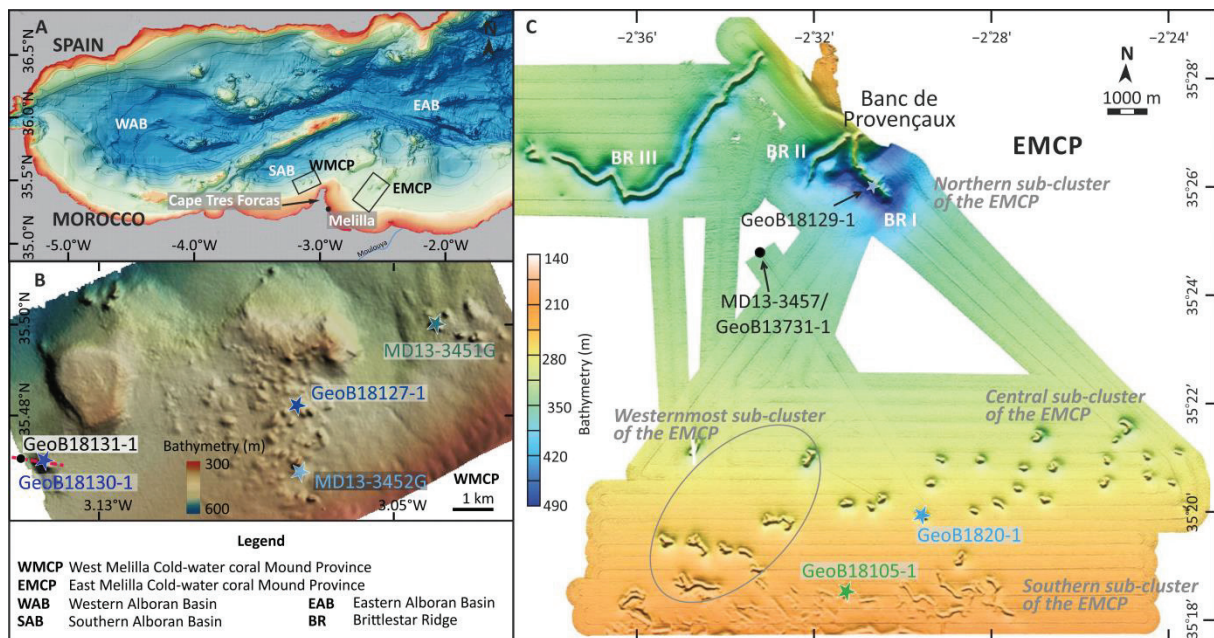 A
SPAIN
N
36.5°N
36.0°N
35.5°N
35.0°N
WAB
EAB
SAB
WMCP
EMCP
Cape Tres Forcas
Melilla
MOROCCO
Moulouya
-5.0°W
-4.0°W
-3.0°W
-2.0°W
B
35.50°N
35.48°N
MD13-3451G
GeoB18127-1
GeoB18131-1
GeoB18130-1
MD13-3452G
Bathymetry (m)
300
600
3.13°W
3.05°W
WMCP
1 km
Legend
WMCP West Melilla Cold-water coral Mound Province
EMCP East Melilla Cold-water coral Mound Province
WAB Western Alboran Basin
EAB Eastern Alboran Basin
SAB Southern Alboran Basin
BR Brittlestar Ridge
C
−2°36'
−2°32'
−2°28'
−2°24'
35°28'
35°26'
35°24'
35°22'
35°20'
35°18'
N
1000 m
Banc de
Provençaux
EMCP
BR III
BR II
BR I
Northern sub-cluster
of the EMCP
GeoB18129-1
MD13-3457/
GeoB13731-1
Bathymetry (m)
140
210
280
350
420
490
Westernmost sub-cluster
of the EMCP
Central sub-cluster
of the EMCP
GeoB1820-1
GeoB18105-1
Southern sub-cluster
of the EMCP